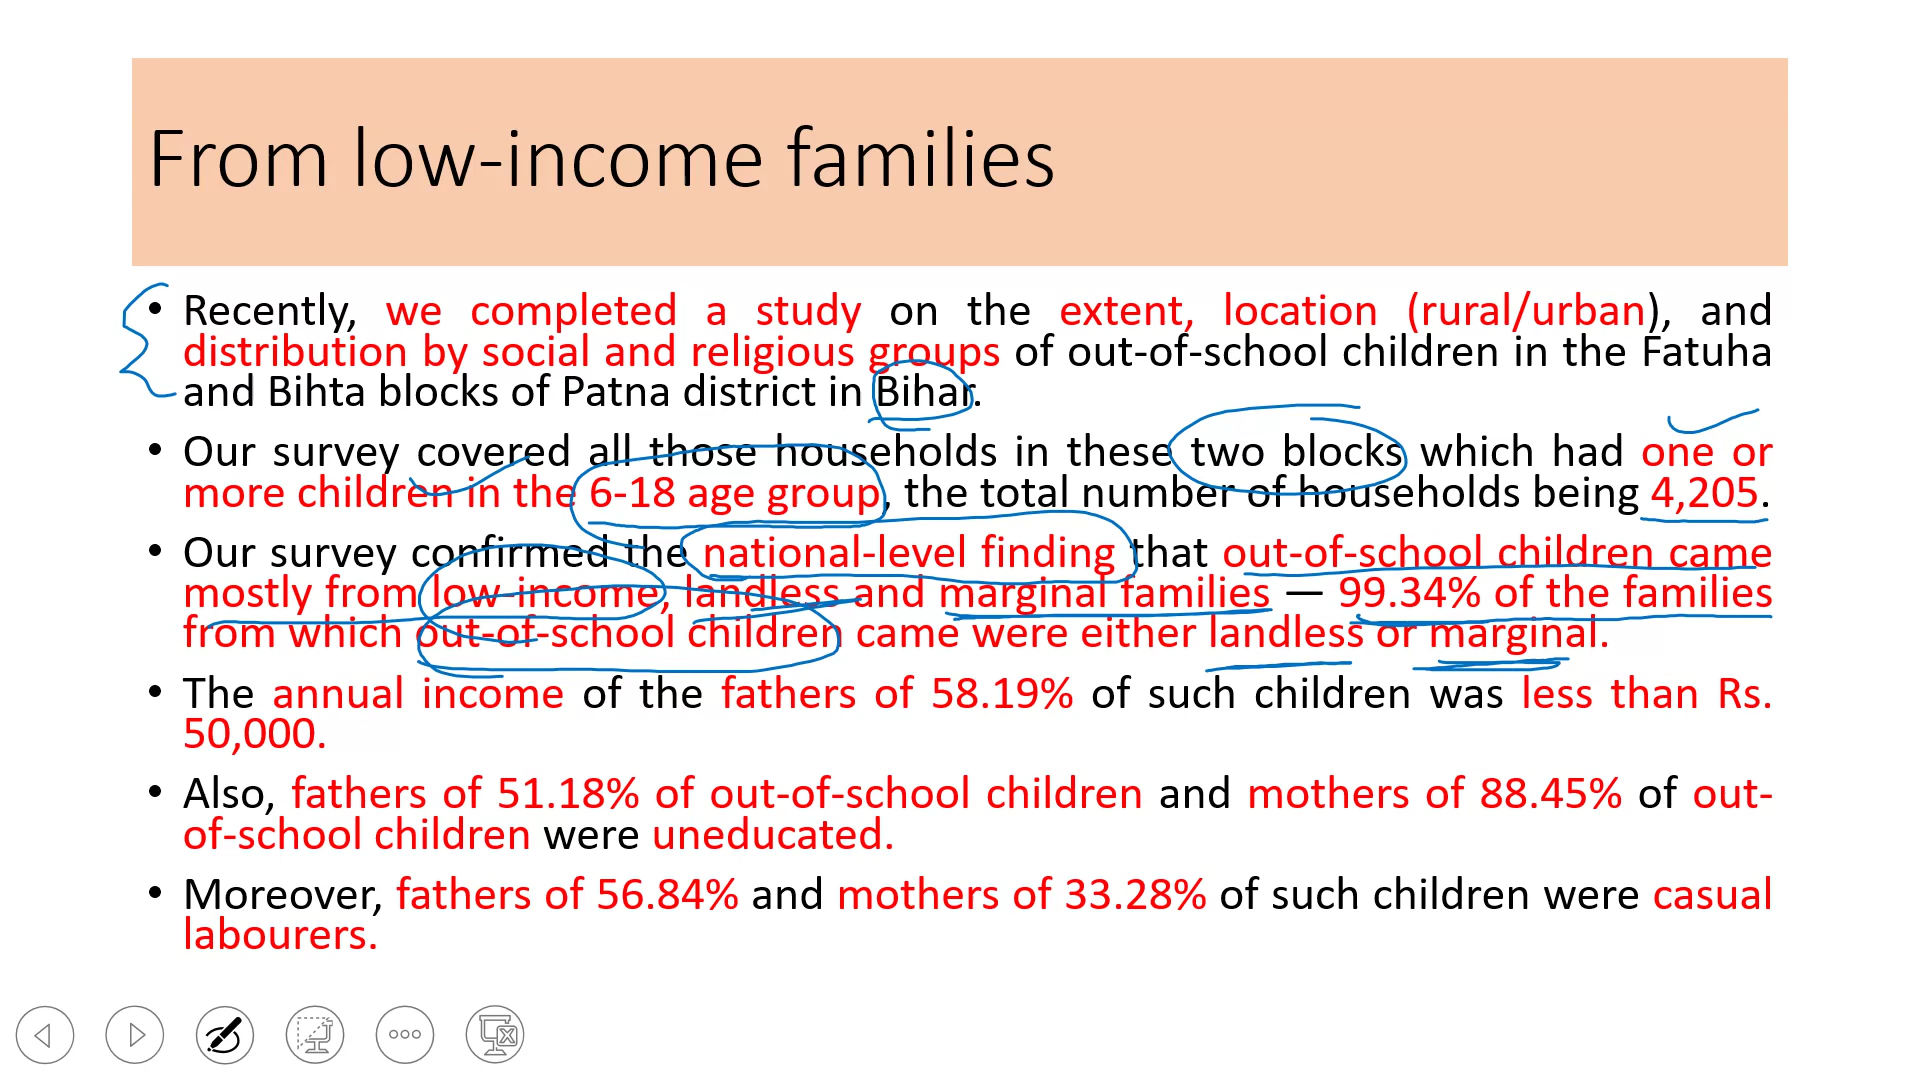 From low-income families
• Recently, we completed a study on the extent, location (rural/urban), and
distribution by social and religious groups of out-of-school children in the Fatuha
and Bihta blocks of Patna district in Bihar.
• Our survey covered all those households in these two blocks which had one or
more children in the 6-18 age group, the total number of households being 4,205.
• Our survey confirmed the national-level finding that out-of-school children came
mostly from low-income, landless and marginal families — 99.34% of the families
from which out-of-school children came were either landless or marginal.
• The annual income of the fathers of 58.19% of such children was less than Rs.
50,000.
• Also, fathers of 51.18% of out-of-school children and mothers of 88.45% of out-
of-school children were uneducated.
• Moreover, fathers of 56.84% and mothers of 33.28% of such children were casual
labourers.